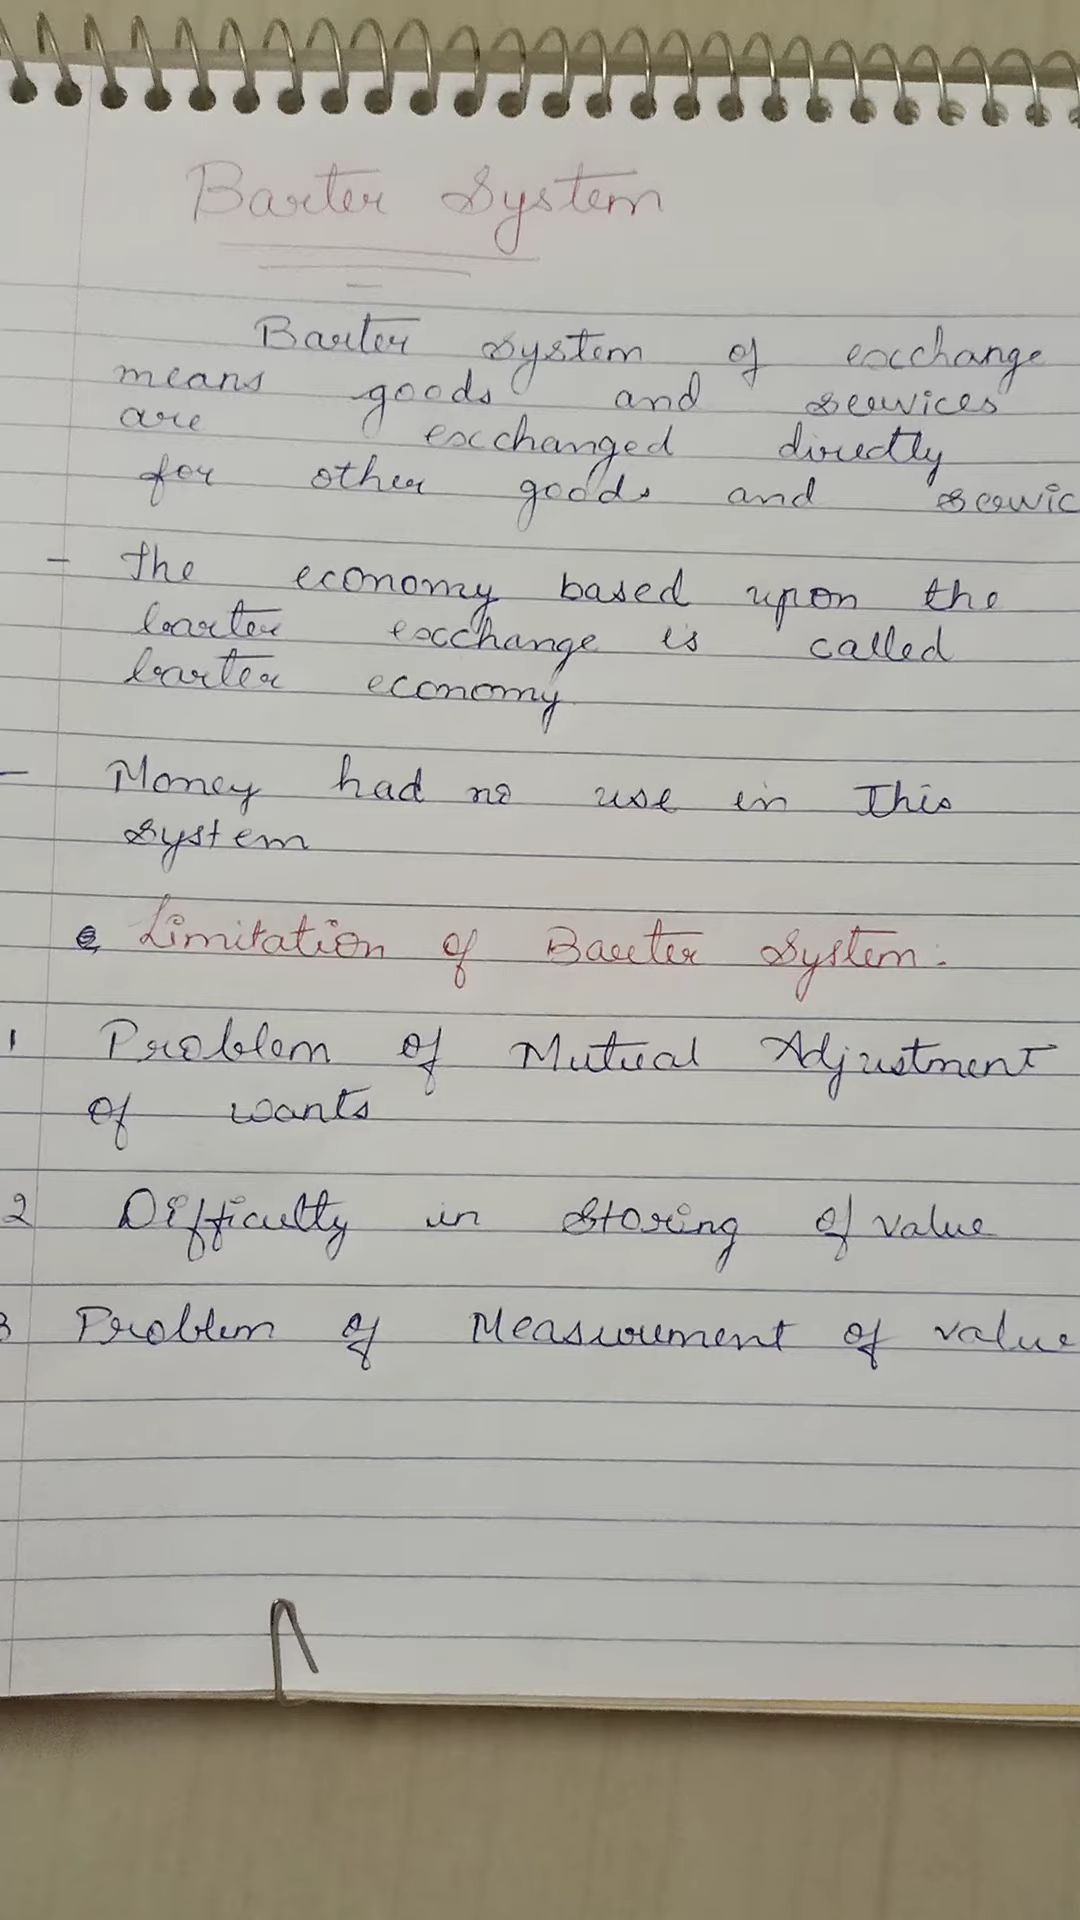 Barter System
Barter system of exchange
means goods and services
are exchanged directly
for other goods and servic
- The economy based upon the
barter exchange is called
barter economy
- Money had no use in This
system
Limitation of Barter System.
1 Problem of Mutual Adjustment
of wants
2 Difficulty in Storing of value
3 Problem of Measurement of value